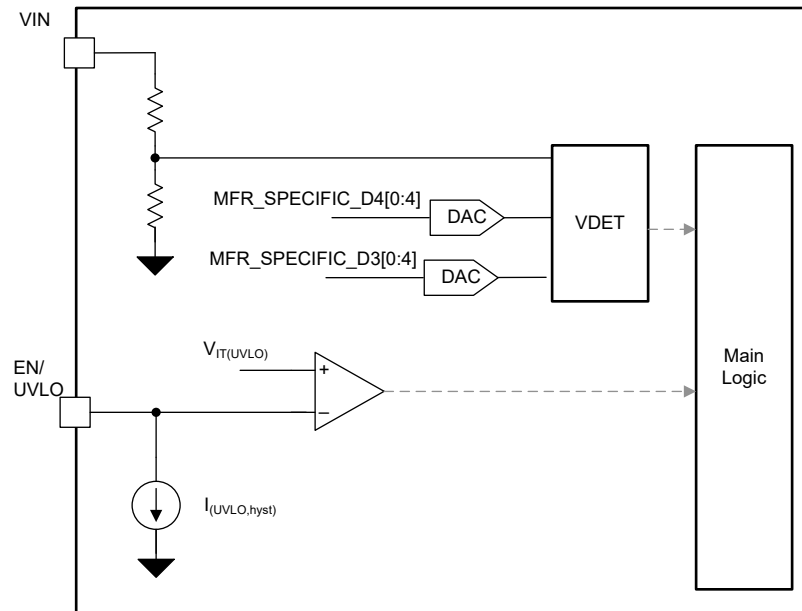 VIN
MFR_SPECIFIC_D4[0:4]
DAC
VDET
MFR_SPECIFIC_D3[0:4]
DAC
V_IT(UVLO)
+
EN/
UVLO
–
Main
Logic
I_(UVLO,hyst)